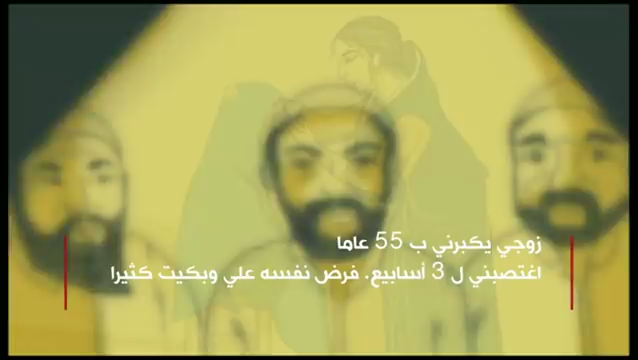 زوجي يكبرني ب 55 عاما
اغتصبني ل 3 أسابيع. فرض نفسه علي وبكيت كثيرا